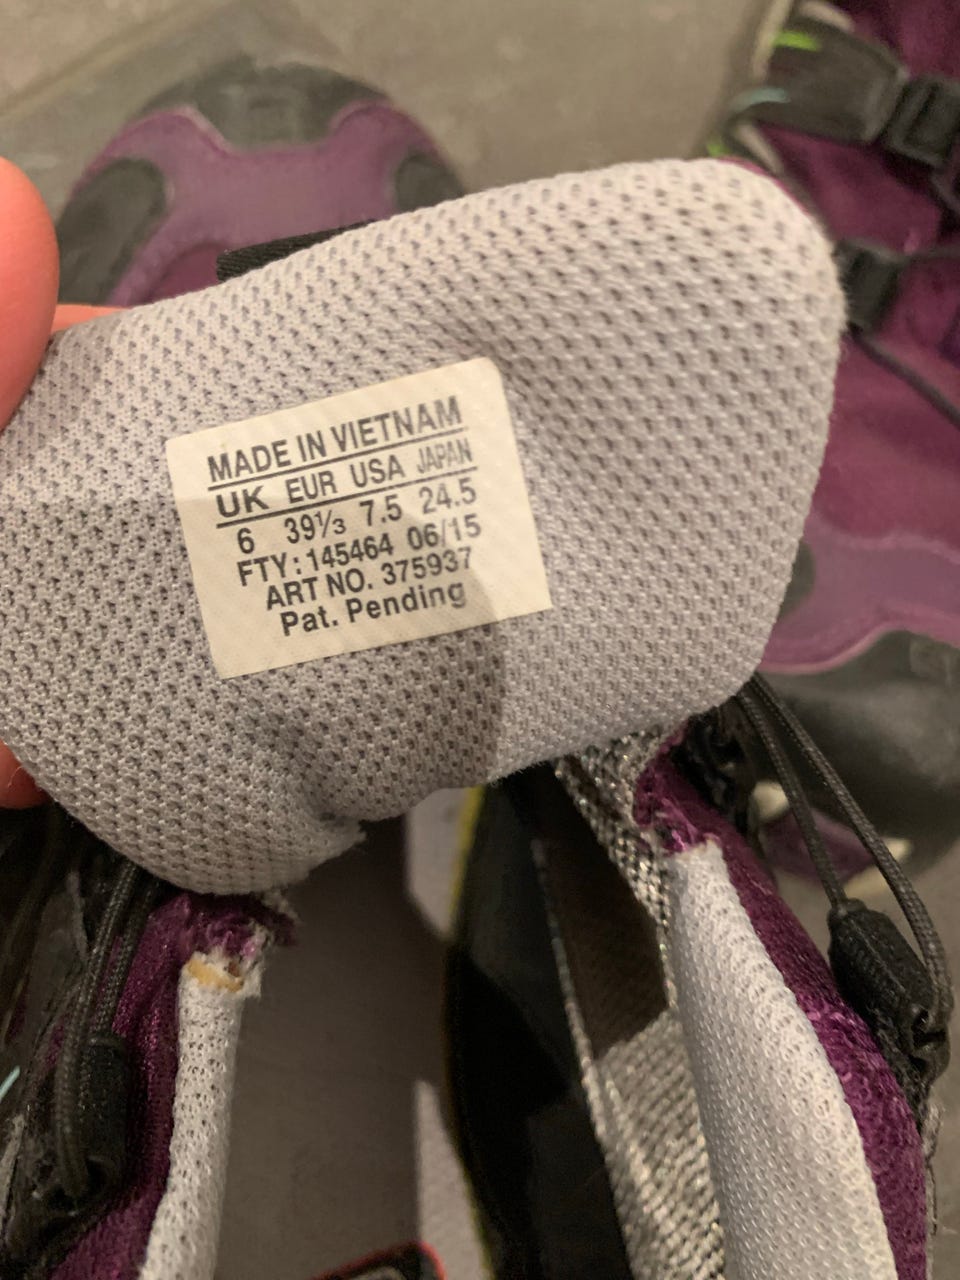 MADE IN VIETNAM
UK EUR USA JAPAN
6 39⅓ 7.5 24.5
FTY: 145464 06/15
ART NO. 375937
Pat. Pending